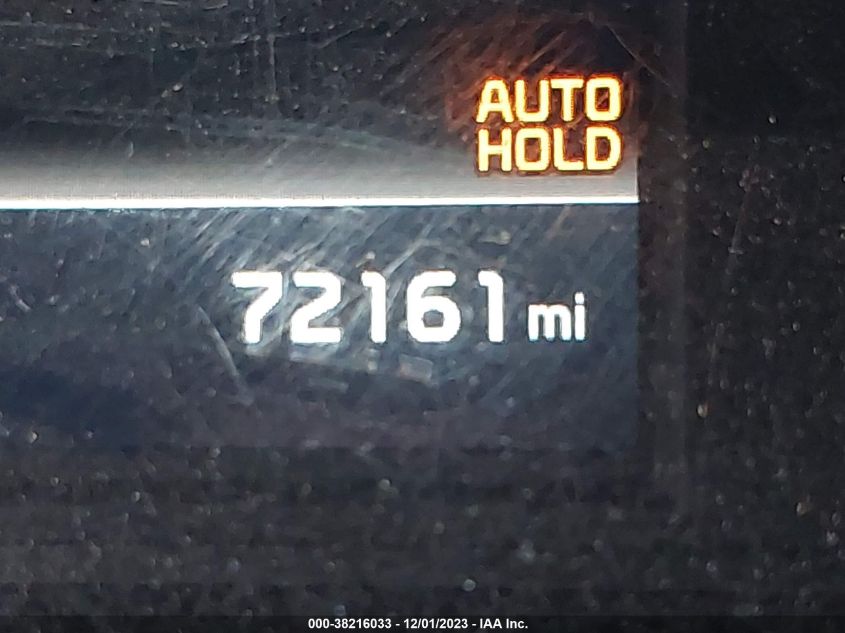 AUTO
HOLD
72161 mi
000-38216033 - 12/01/2023 - IAA Inc.